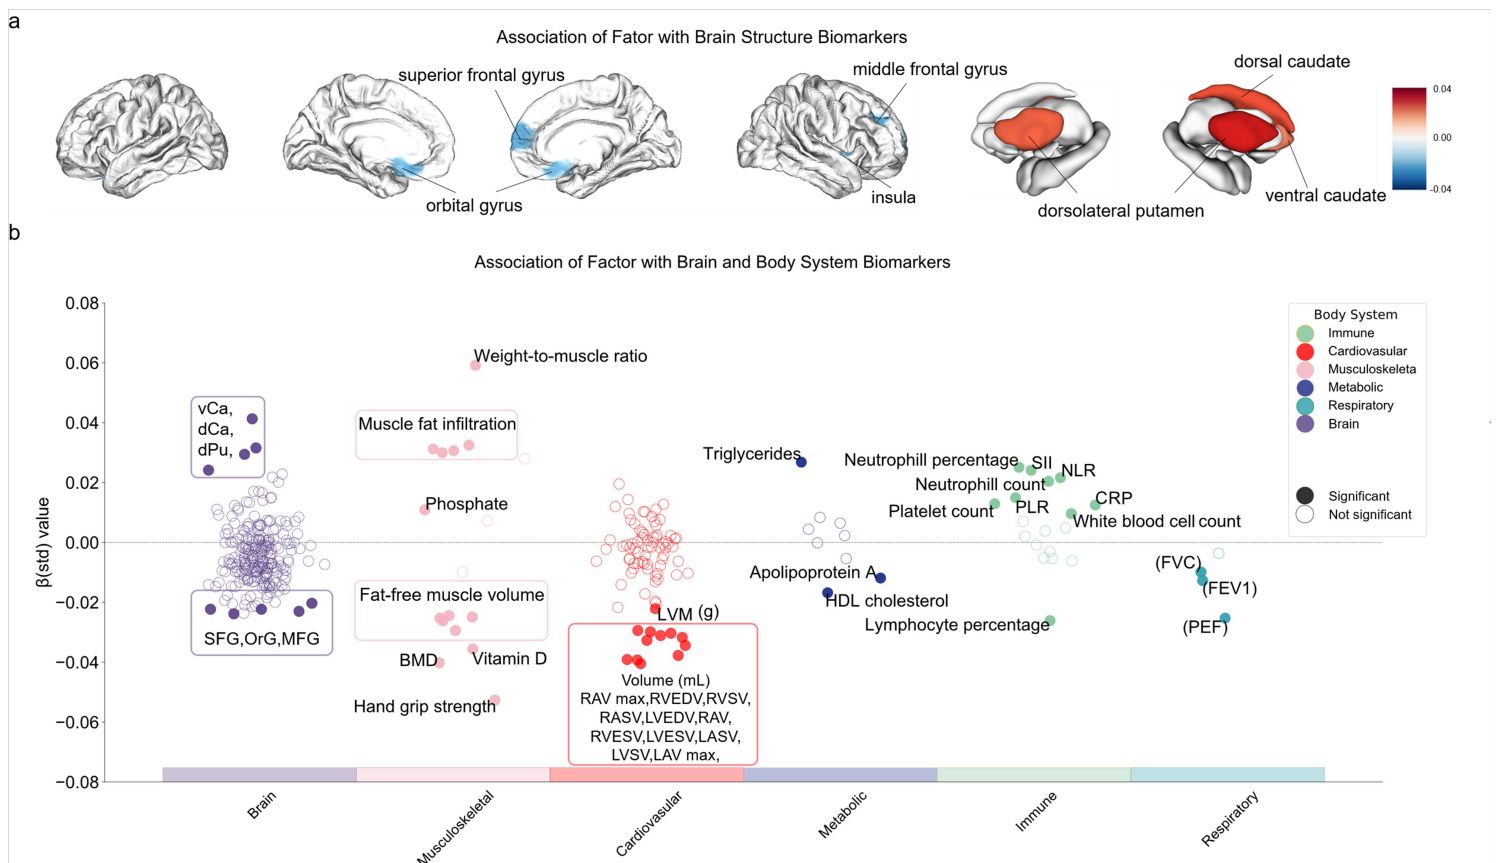 a
Association of Fator with Brain Structure Biomarkers
superior frontal gyrus
middle frontal gyrus
dorsal caudate
orbital gyrus
insula
dorsolateral putamen
ventral caudate
0.04
0.00
-0.04
b
Association of Factor with Brain and Body System Biomarkers
β(std) value
0.08
0.06
0.04
0.02
0.00
−0.02
−0.04
−0.06
−0.08
vCa,
dCa,
dPu,
SFG,OrG,MFG
Weight-to-muscle ratio
Muscle fat infiltration
Phosphate
Fat-free muscle volume
BMD
Vitamin D
Hand grip strength
LVM (g)
Volume (mL)
RAV max,RVEDV,RVSV,
RASV,LVEDV,RAV,
RVESV,LVESV,LASV,
LVSV,LAV max,
Triglycerides
Apolipoprotein A
HDL cholesterol
Neutrophill percentage
SII
NLR
Neutrophill count
CRP
Platelet count
PLR
White blood cell count
Lymphocyte percentage
(FVC)
(FEV1)
(PEF)
Body System
Immune
Cardiovasular
Musculoskeleta
Metabolic
Respiratory
Brain
Significant
Not significant
Brain
Musculoskeletal
Cardiovasular
Metabolic
Immune
Respiratory